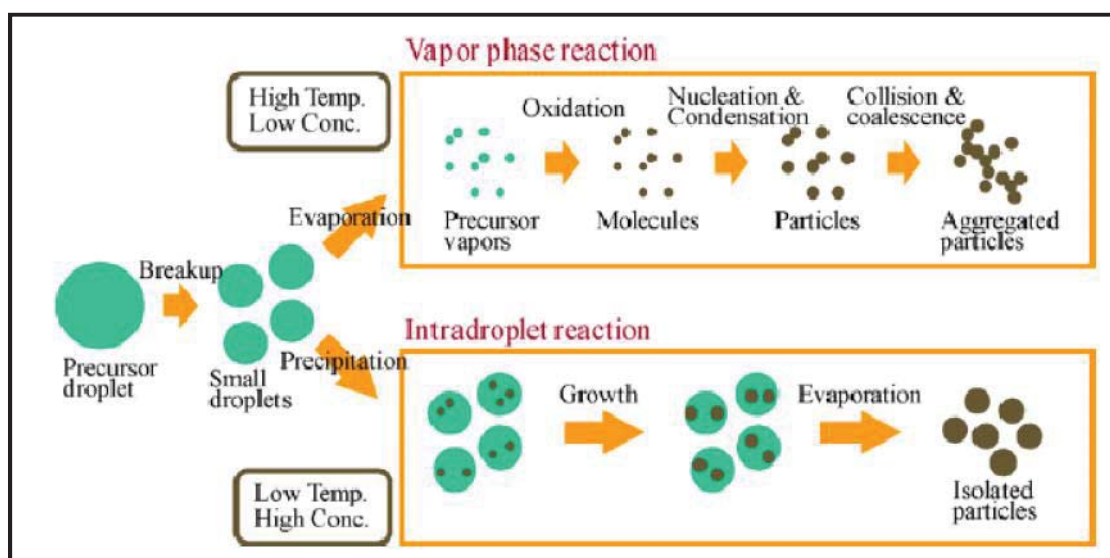 Vapor phase reaction
High Temp.
Low Conc.
Oxidation
Nucleation &
Condensation
Collision &
coalescence
Evaporation
Precursor
vapors
Molecules
Particles
Aggregated
particles
Breakup
Precursor
droplet
Small
droplets
Precipitation
Intradroplet reaction
Growth
Evaporation
Low Temp.
High Conc.
Isolated
particles